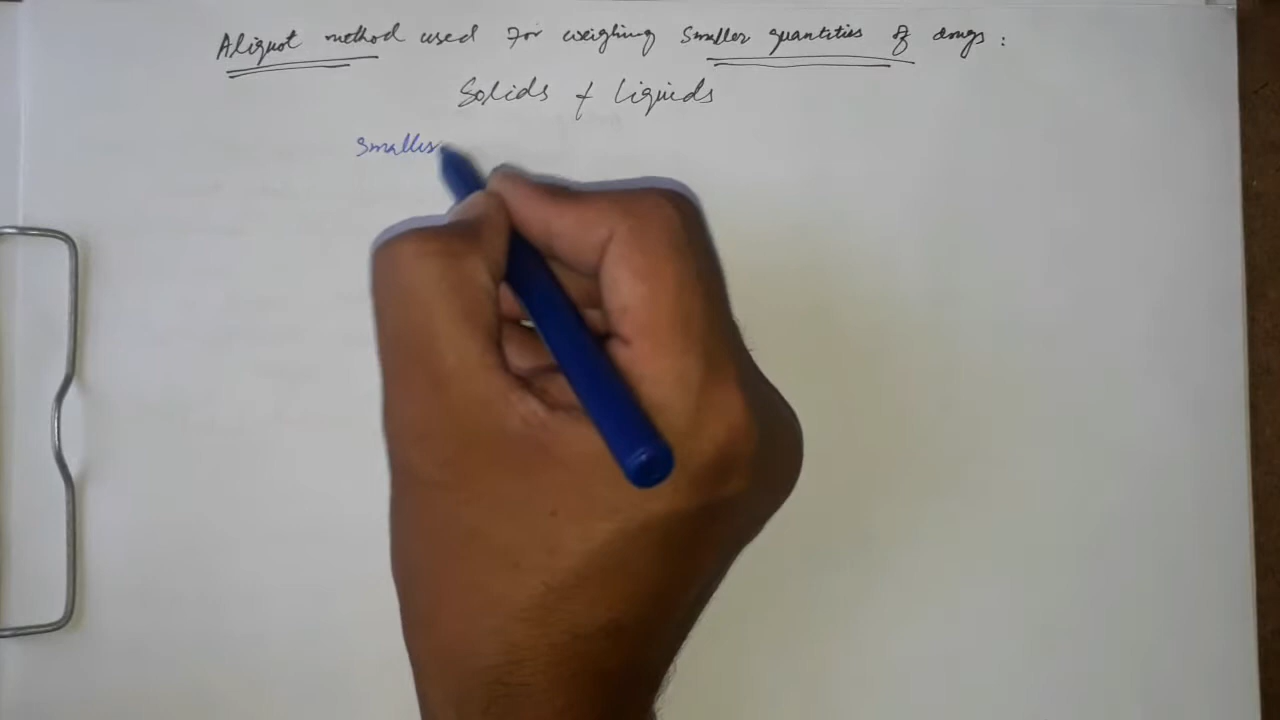 Aliquot method used for weighing smaller quantities of drugs :
Solids & Liquids
Smaller